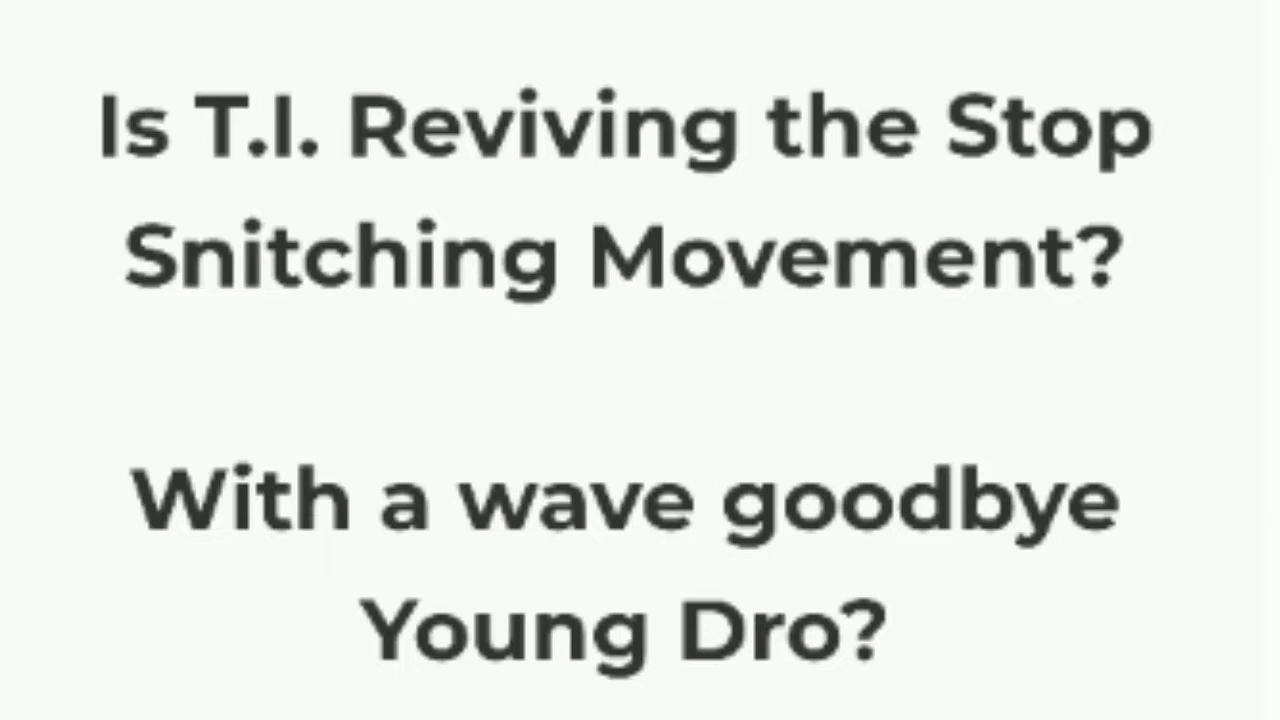 Is T.I. Reviving the Stop
Snitching Movement?
With a wave goodbye
Young Dro?